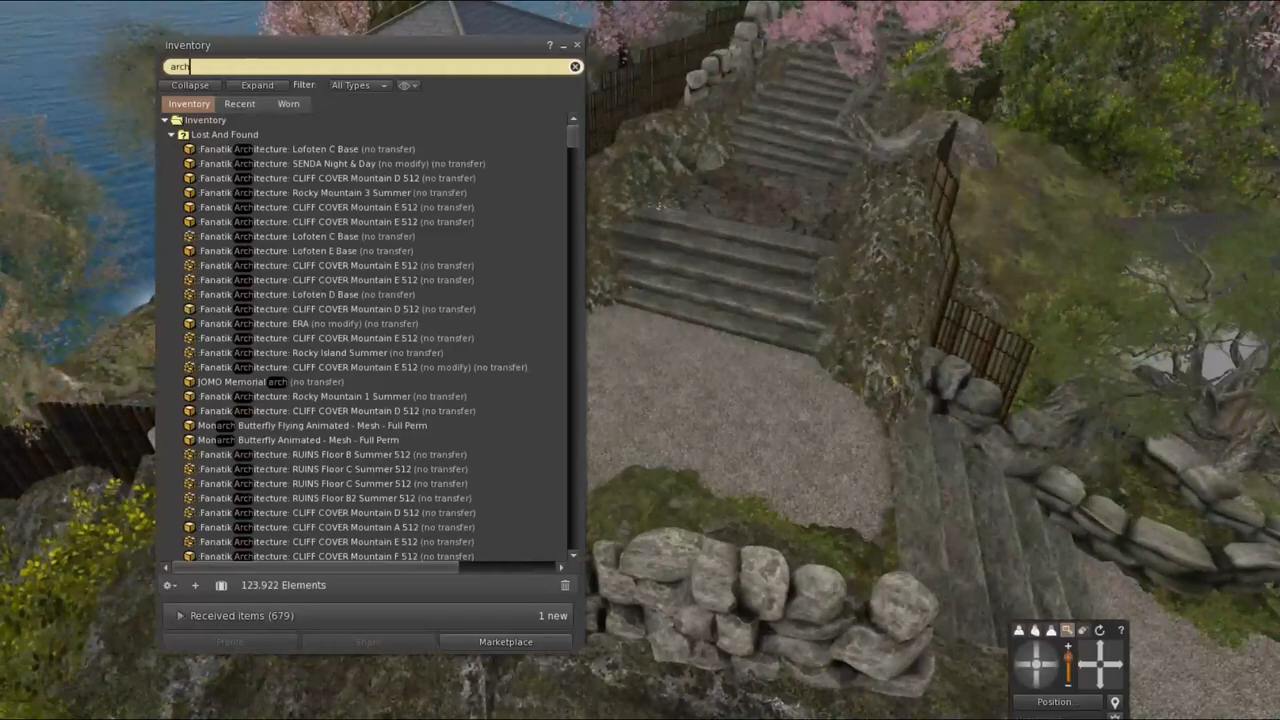 Inventory ? _ ×
arch
Collapse Expand Filter: All Types
Inventory Recent Worn
Inventory
Lost And Found
:Fanatik Architecture: Lofoten C Base (no transfer)
:Fanatik Architecture: SENDA Night & Day (no modify) (no transfer)
:Fanatik Architecture: CLIFF COVER Mountain D 512 (no transfer)
:Fanatik Architecture: Rocky Mountain 3 Summer (no transfer)
:Fanatik Architecture: CLIFF COVER Mountain E 512 (no transfer)
:Fanatik Architecture: CLIFF COVER Mountain E 512 (no transfer)
:Fanatik Architecture: Lofoten C Base (no transfer)
:Fanatik Architecture: Lofoten E Base (no transfer)
:Fanatik Architecture: CLIFF COVER Mountain E 512 (no transfer)
:Fanatik Architecture: CLIFF COVER Mountain E 512 (no transfer)
:Fanatik Architecture: Lofoten D Base (no transfer)
:Fanatik Architecture: CLIFF COVER Mountain D 512 (no transfer)
:Fanatik Architecture: ERA (no modify) (no transfer)
:Fanatik Architecture: CLIFF COVER Mountain E 512 (no transfer)
:Fanatik Architecture: Rocky Island Summer (no transfer)
:Fanatik Architecture: CLIFF COVER Mountain E 512 (no modify) (no transfer)
JOMO Memorial arch (no transfer)
:Fanatik Architecture: Rocky Mountain 1 Summer (no transfer)
:Fanatik Architecture: CLIFF COVER Mountain D 512 (no transfer)
Monarch Butterfly Flying Animated - Mesh - Full Perm
Monarch Butterfly Animated - Mesh - Full Perm
:Fanatik Architecture: RUINS Floor B Summer 512 (no transfer)
:Fanatik Architecture: RUINS Floor C Summer 512 (no transfer)
:Fanatik Architecture: RUINS Floor C Summer 512 (no transfer)
:Fanatik Architecture: RUINS Floor B2 Summer 512 (no transfer)
:Fanatik Architecture: CLIFF COVER Mountain D 512 (no transfer)
:Fanatik Architecture: CLIFF COVER Mountain A 512 (no transfer)
:Fanatik Architecture: CLIFF COVER Mountain E 512 (no transfer)
:Fanatik Architecture: CLIFF COVER Mountain F 512 (no transfer)
+ 123,922 Elements
Received items (679) 1 new
Profile Share Marketplace
?
+
-
Position...